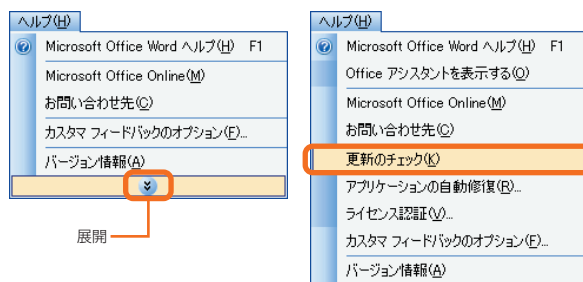 ヘルプ(H)
Microsoft Office Word ヘルプ(H) F1
Microsoft Office Online(M)
お問い合わせ先(C)
カスタマ フィードバックのオプション(F)...
バージョン情報(A)
展開
ヘルプ(H)
Microsoft Office Word ヘルプ(H) F1
Office アシスタントを表示する(O)
Microsoft Office Online(M)
お問い合わせ先(C)
更新のチェック(K)
アプリケーションの自動修復(R)...
ライセンス認証(V)...
カスタマ フィードバックのオプション(F)...
バージョン情報(A)